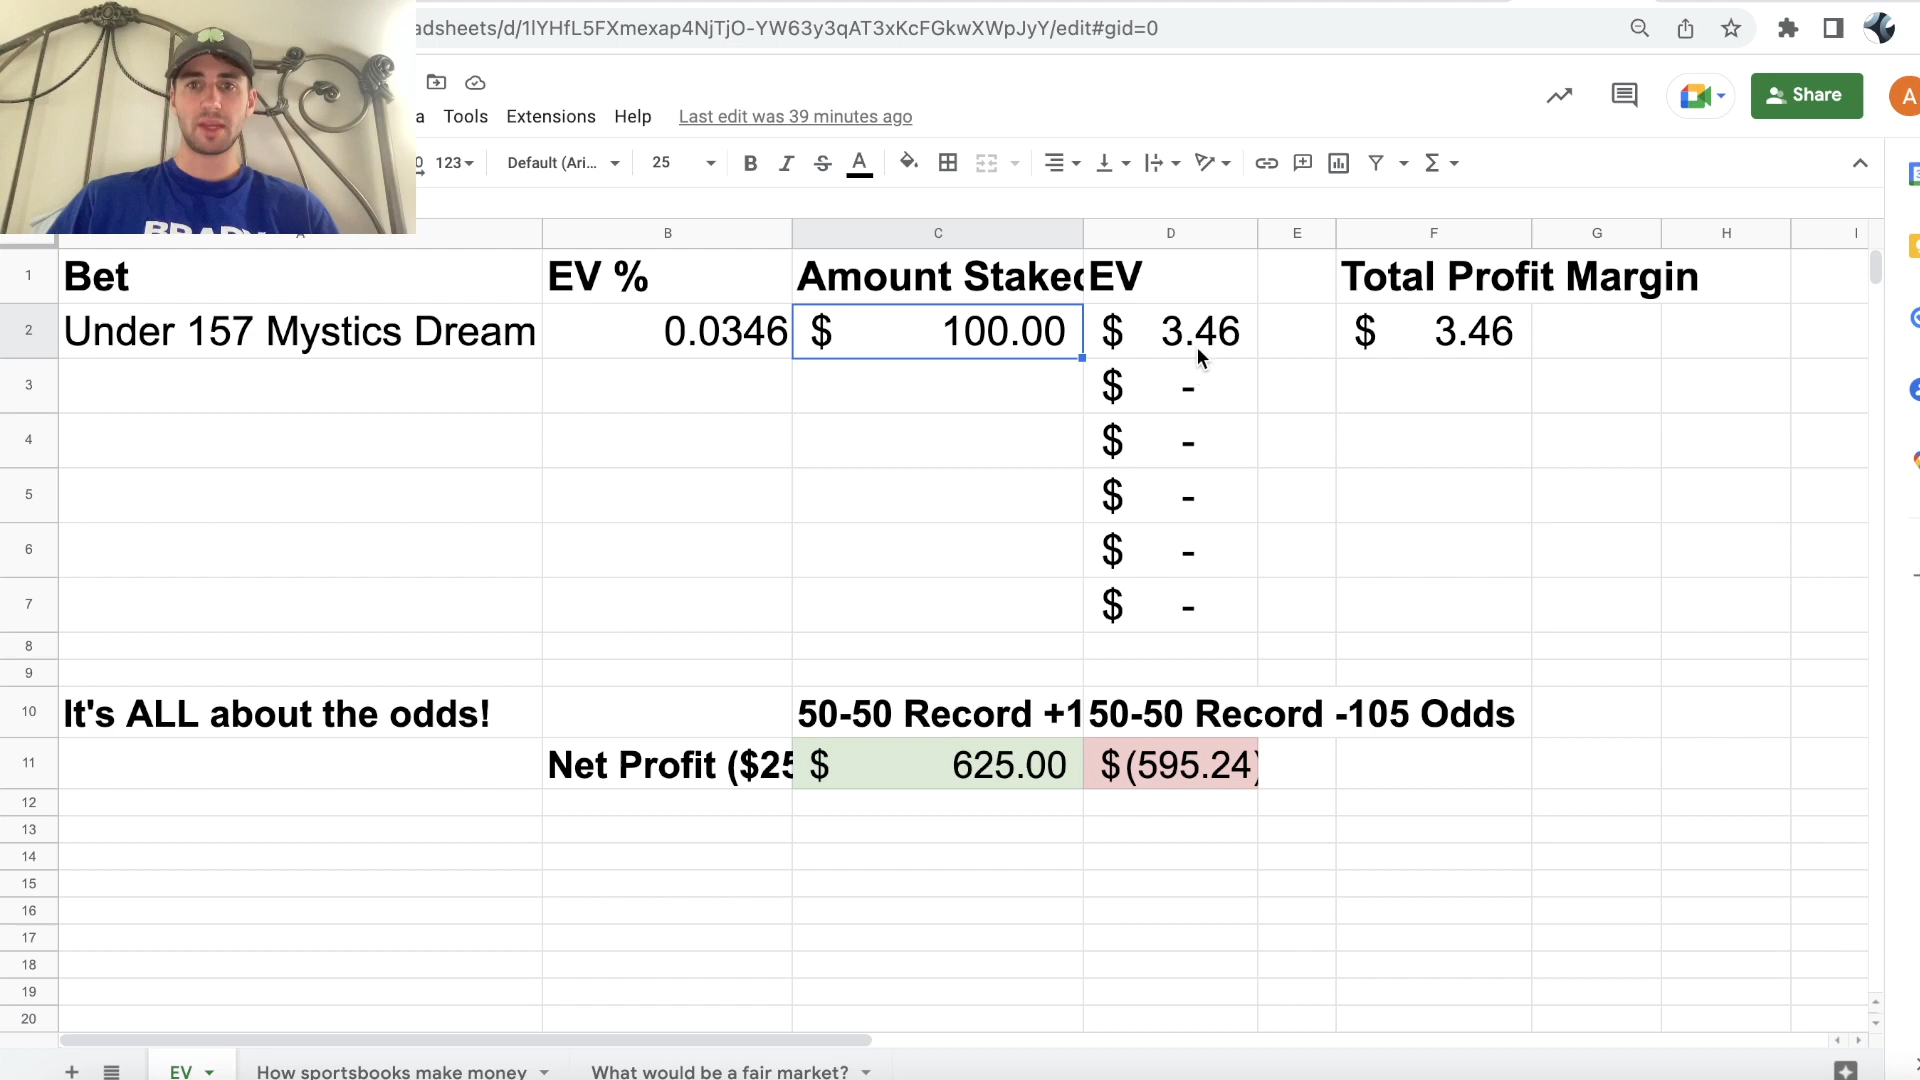 adsheets/d/1lYHfL5FXmexap4NjTjO-YW63y3qAT3xKcFGkwXWpJyY/edit#gid=0
Tools Extensions Help Last edit was 39 minutes ago
Share
A
123 Default (Ari... 25 B I S A
BRADY
A B C D E F G H I
1 Bet EV % Amount Staked EV Total Profit Margin
2 Under 157 Mystics Dream 0.0346 $ 100.00 $ 3.46 $ 3.46
3 $ -
4 $ -
5 $ -
6 $ -
7 $ -
8
9
10 It's ALL about the odds! 50-50 Record +1 50-50 Record -105 Odds
11 Net Profit ($25 $ 625.00 $(595.24)
12
13
14
15
16
17
18
19
20
+ EV How sportsbooks make money What would be a fair market?